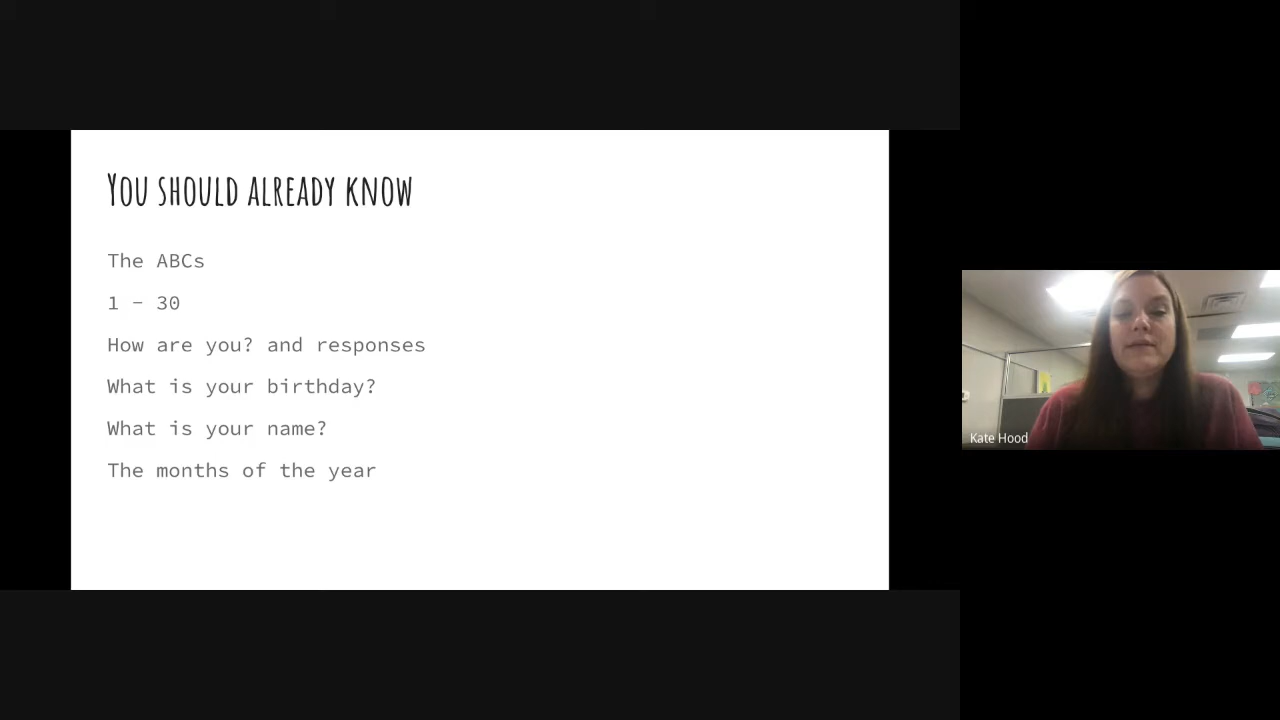 You should already know
The ABCs
1 - 30
How are you? and responses
What is your birthday?
What is your name?
The months of the year
Kate Hood